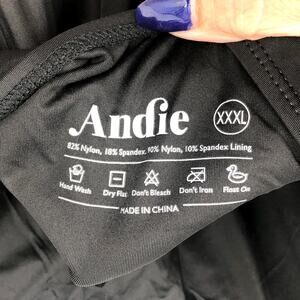 Andie XXXL
82% Nylon, 18% Spandex. 90% Nylon, 10% Spandex Lining
Hand Wash Dry Flat Don't Bleach Don't Iron Float On
MADE IN CHINA